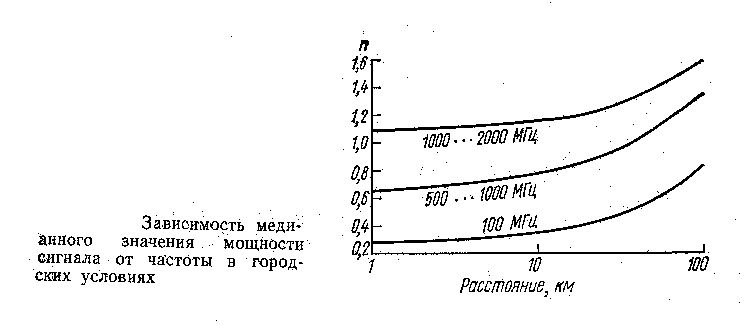 Зависимость меди-
анного значения мощности
сигнала от частоты в город-
ских условиях
n
1,6
1,4
1,2
1,0
0,8
0,6
0,4
0,2
1000 ... 2000 МГц
500 ... 1000 МГц
100 МГц
1 10 100
Расстояние, км